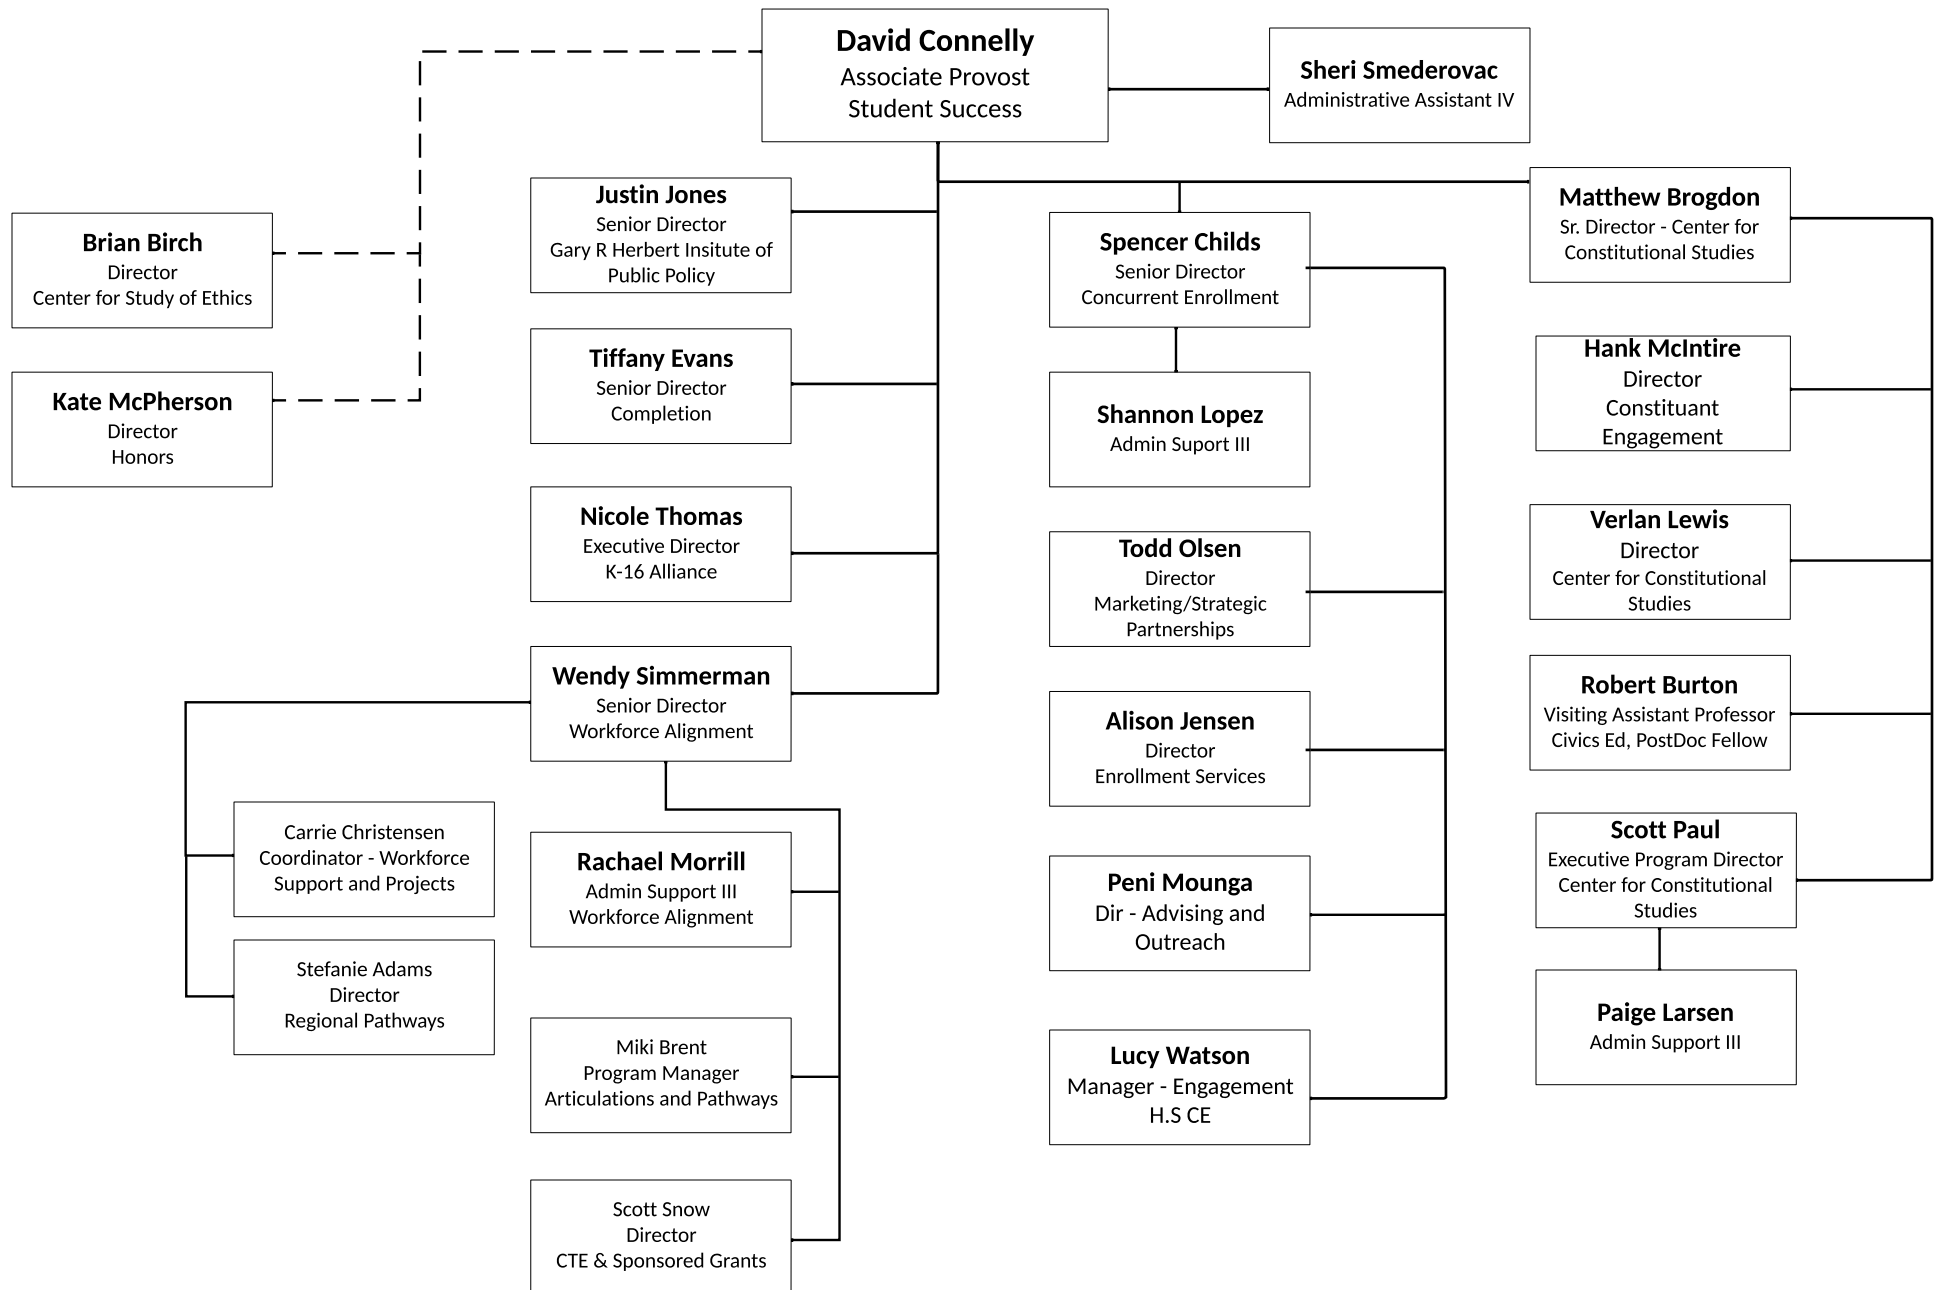 David Connelly
Associate Provost
Student Success
Sheri Smederovac
Administrative Assistant IV
Brian Birch
Director
Center for Study of Ethics
Kate McPherson
Director
Honors
Justin Jones
Senior Director
Gary R Herbert Insitute of
Public Policy
Tiffany Evans
Senior Director
Completion
Nicole Thomas
Executive Director
K-16 Alliance
Wendy Simmerman
Senior Director
Workforce Alignment
Carrie Christensen
Coordinator - Workforce
Support and Projects
Stefanie Adams
Director
Regional Pathways
Rachael Morrill
Admin Support III
Workforce Alignment
Miki Brent
Program Manager
Articulations and Pathways
Scott Snow
Director
CTE & Sponsored Grants
Spencer Childs
Senior Director
Concurrent Enrollment
Shannon Lopez
Admin Suport III
Todd Olsen
Director
Marketing/Strategic
Partnerships
Alison Jensen
Director
Enrollment Services
Peni Mounga
Dir - Advising and
Outreach
Lucy Watson
Manager - Engagement
H.S CE
Matthew Brogdon
Sr. Director - Center for
Constitutional Studies
Hank McIntire
Director
Constituant
Engagement
Verlan Lewis
Director
Center for Constitutional
Studies
Robert Burton
Visiting Assistant Professor
Civics Ed, PostDoc Fellow
Scott Paul
Executive Program Director
Center for Constitutional
Studies
Paige Larsen
Admin Support III